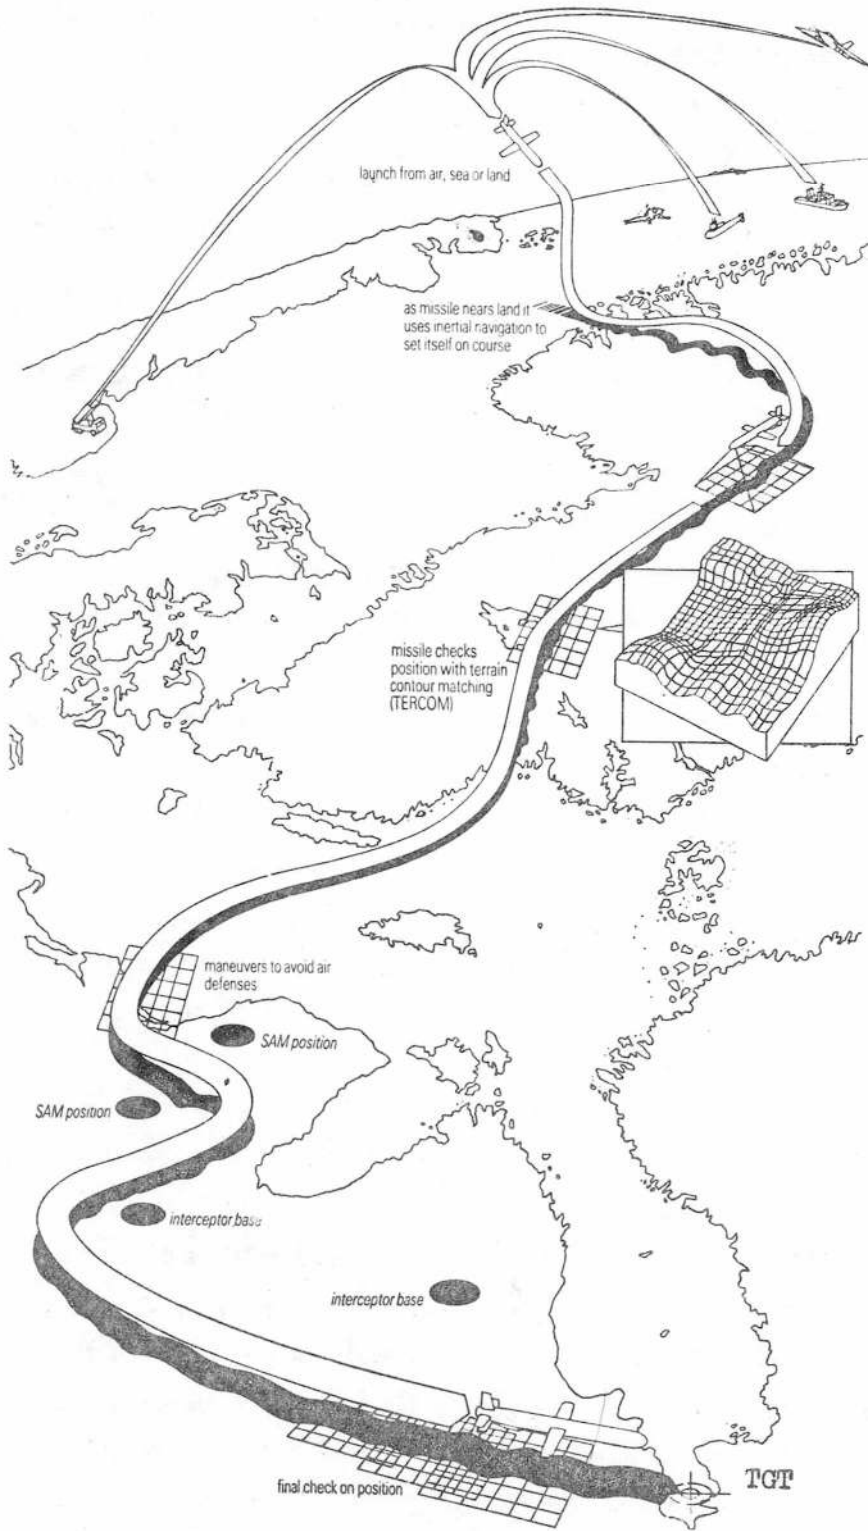 launch from air, sea or land
as missile nears land it
uses inertial navigation to
set itself on course
missile checks
position with terrain
contour matching
(TERCOM)
maneuvers to avoid air
defenses
SAM position
SAM position
interceptor base
interceptor base
final check on position
TGT